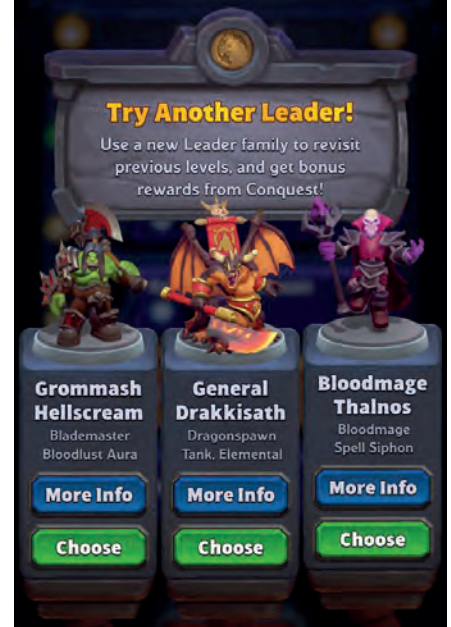 Try Another Leader!
Use a new Leader family to revisit
previous levels, and get bonus
rewards from Conquest!
Grommash
Hellscream
Blademaster
Bloodlust Aura
More Info
Choose
General
Drakkisath
Dragonspawn
Tank, Elemental
More Info
Choose
Bloodmage
Thalnos
Bloodmage
Spell Siphon
More Info
Choose